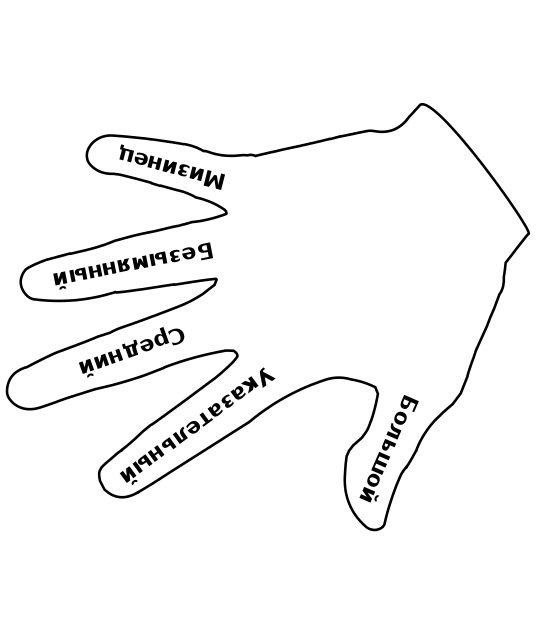 Мизинец
Безымянный
Средний
Указательный
Большой